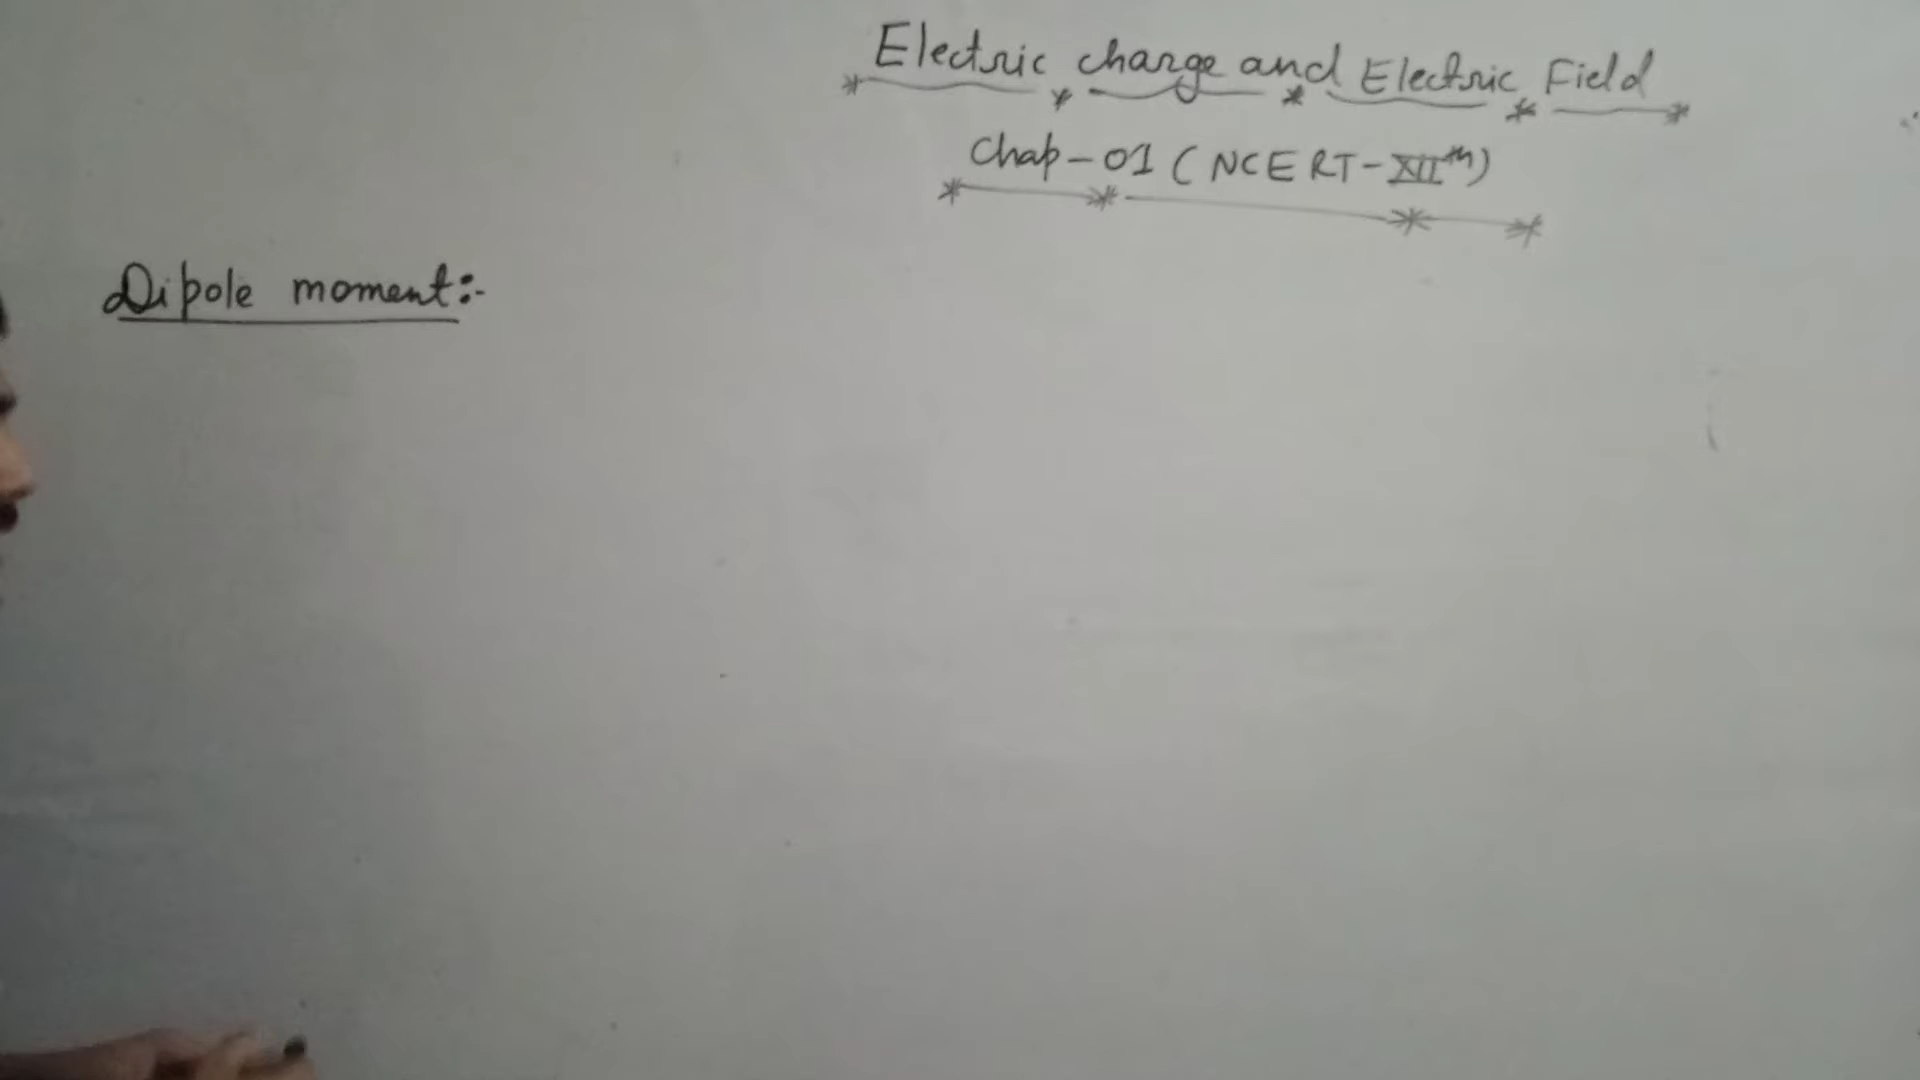 Electric charge and Electric Field
Chap-01 (NCERT-XIIth)
Dipole moment:-